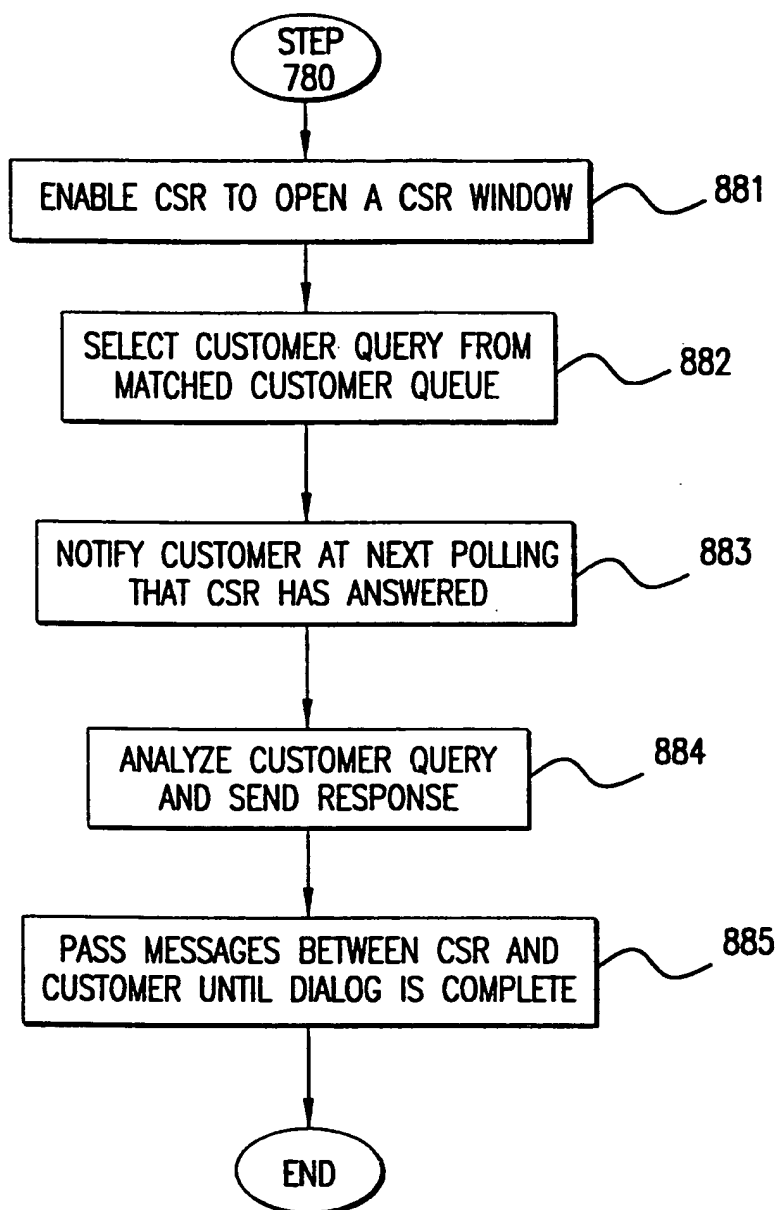 STEP
780
ENABLE CSR TO OPEN A CSR WINDOW
881
SELECT CUSTOMER QUERY FROM
MATCHED CUSTOMER QUEUE
882
NOTIFY CUSTOMER AT NEXT POLLING
THAT CSR HAS ANSWERED
883
ANALYZE CUSTOMER QUERY
AND SEND RESPONSE
884
PASS MESSAGES BETWEEN CSR AND
CUSTOMER UNTIL DIALOG IS COMPLETE
885
END